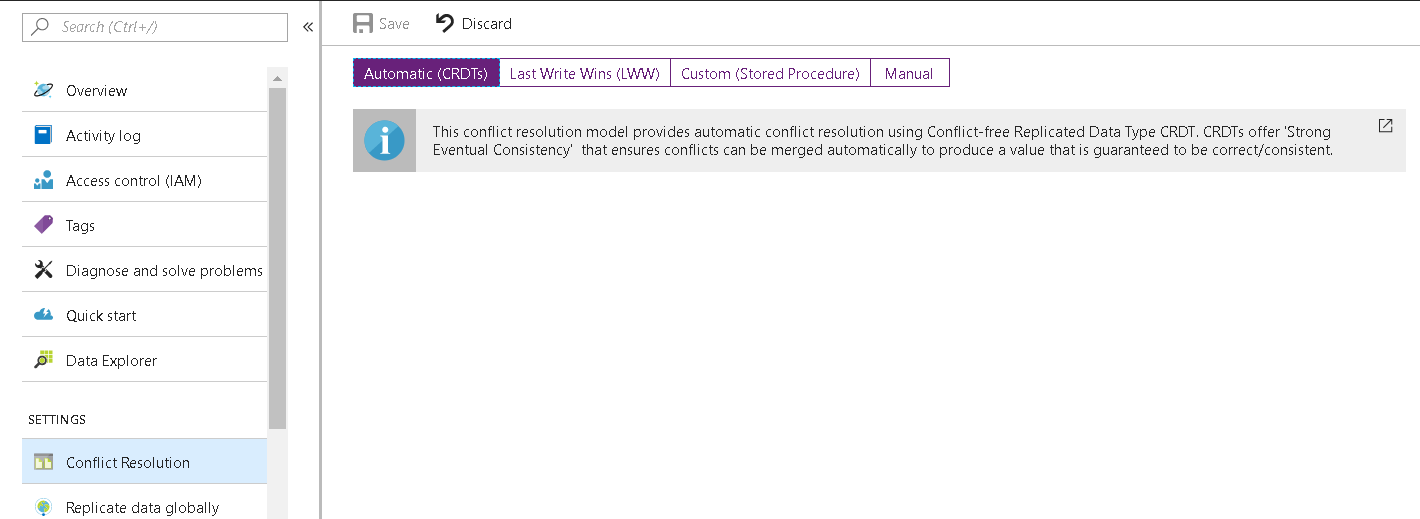 Search (Ctrl+/)
«
Save
Discard
Overview
Activity log
Access control (IAM)
Tags
Diagnose and solve problems
Quick start
Data Explorer
SETTINGS
Conflict Resolution
Replicate data globally
Automatic (CRDTs)
Last Write Wins (LWW)
Custom (Stored Procedure)
Manual
This conflict resolution model provides automatic conflict resolution using Conflict-free Replicated Data Type CRDT. CRDTs offer 'Strong
Eventual Consistency'  that ensures conflicts can be merged automatically to produce a value that is guaranteed to be correct/consistent.